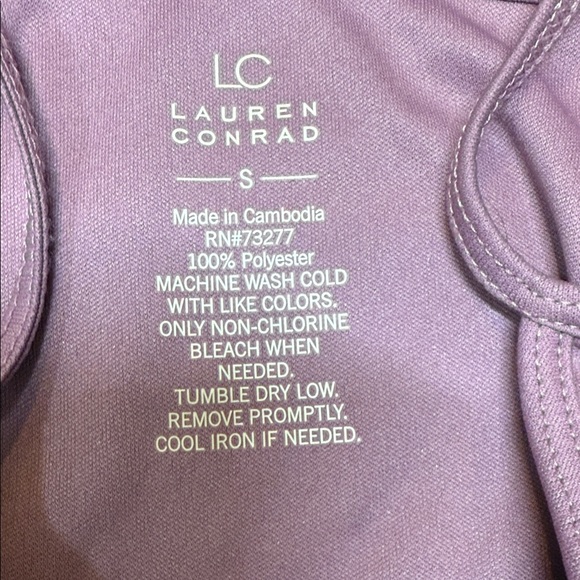 LC
LAUREN
CONRAD
S
Made in Cambodia
RN#73277
100% Polyester
MACHINE WASH COLD
WITH LIKE COLORS.
ONLY NON-CHLORINE
BLEACH WHEN
NEEDED.
TUMBLE DRY LOW.
REMOVE PROMPTLY.
COOL IRON IF NEEDED.